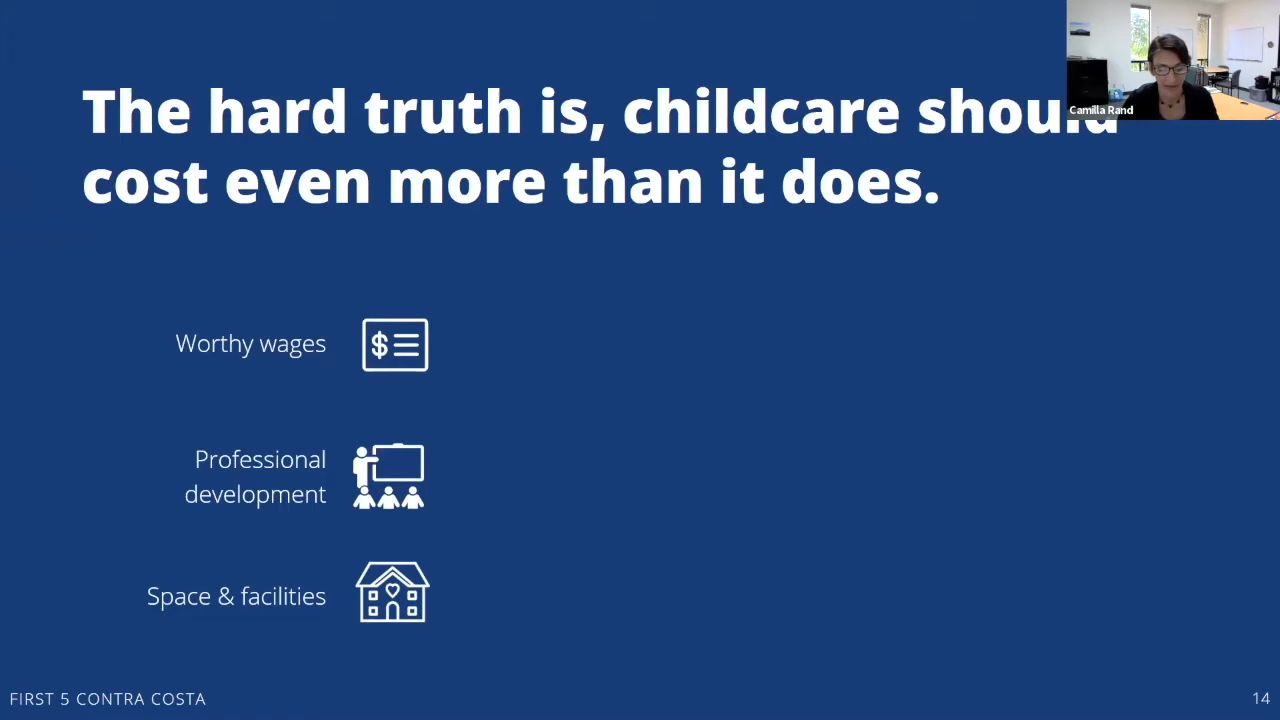 The hard truth is, childcare should
cost even more than it does.
Camilla Rand
Worthy wages
$
Professional
development
Space & facilities
FIRST 5 CONTRA COSTA
14